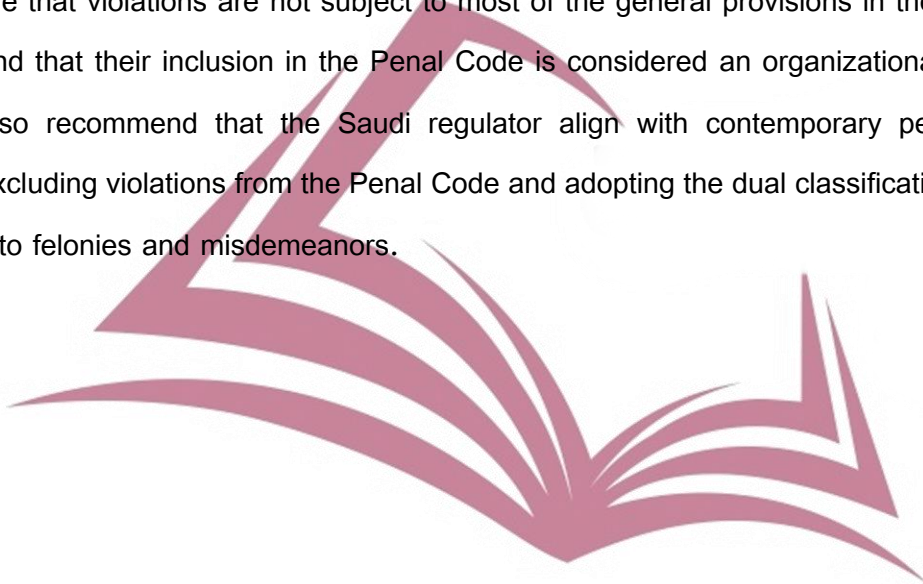 e that violations are not subject to most of the general provisions in the
nd that their inclusion in the Penal Code is considered an organizationa
so recommend that the Saudi regulator align with contemporary pe
xcluding violations from the Penal Code and adopting the dual classificati
to felonies and misdemeanors.